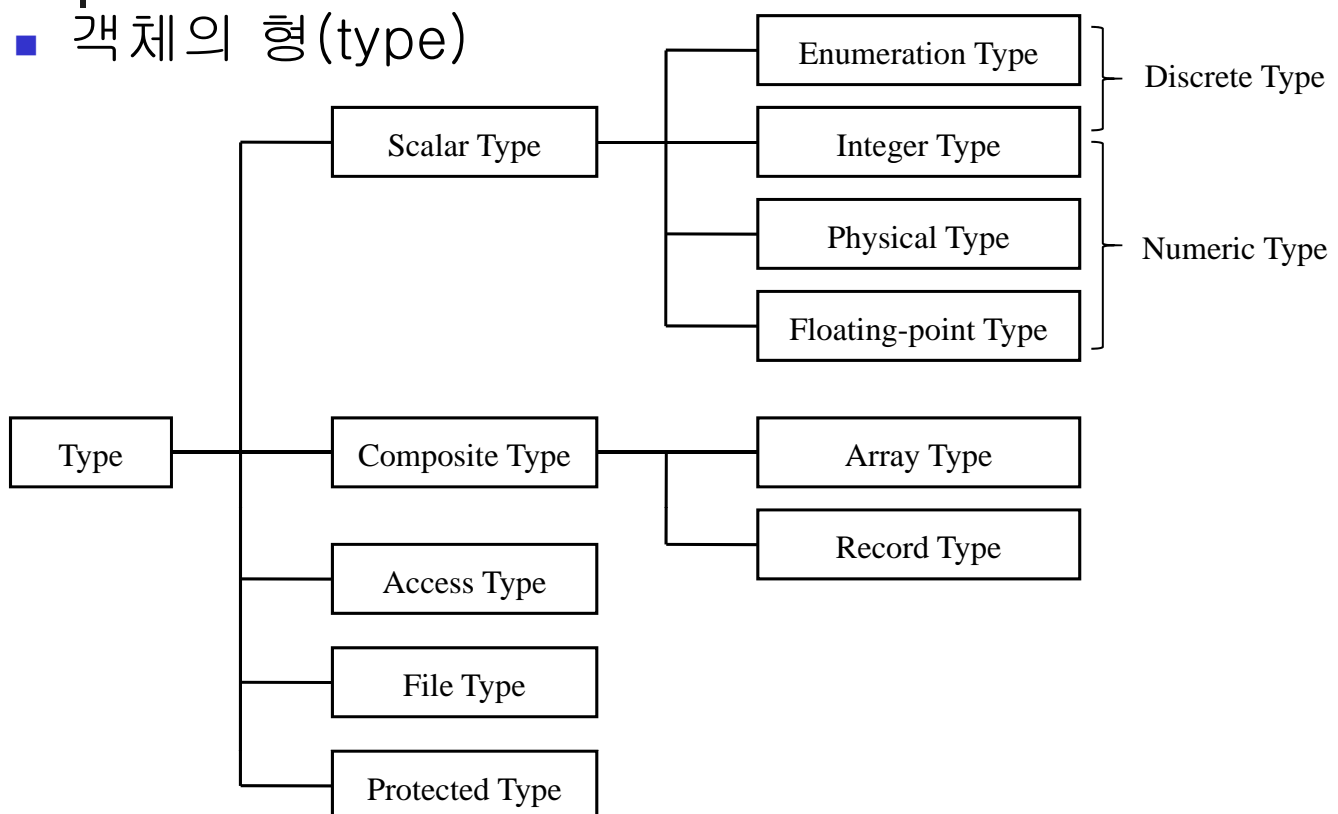 객체의 형(type)
Enumeration Type
Discrete Type
Scalar Type
Integer Type
Physical Type
Numeric Type
Floating-point Type
Type
Composite Type
Array Type
Record Type
Access Type
File Type
Protected Type